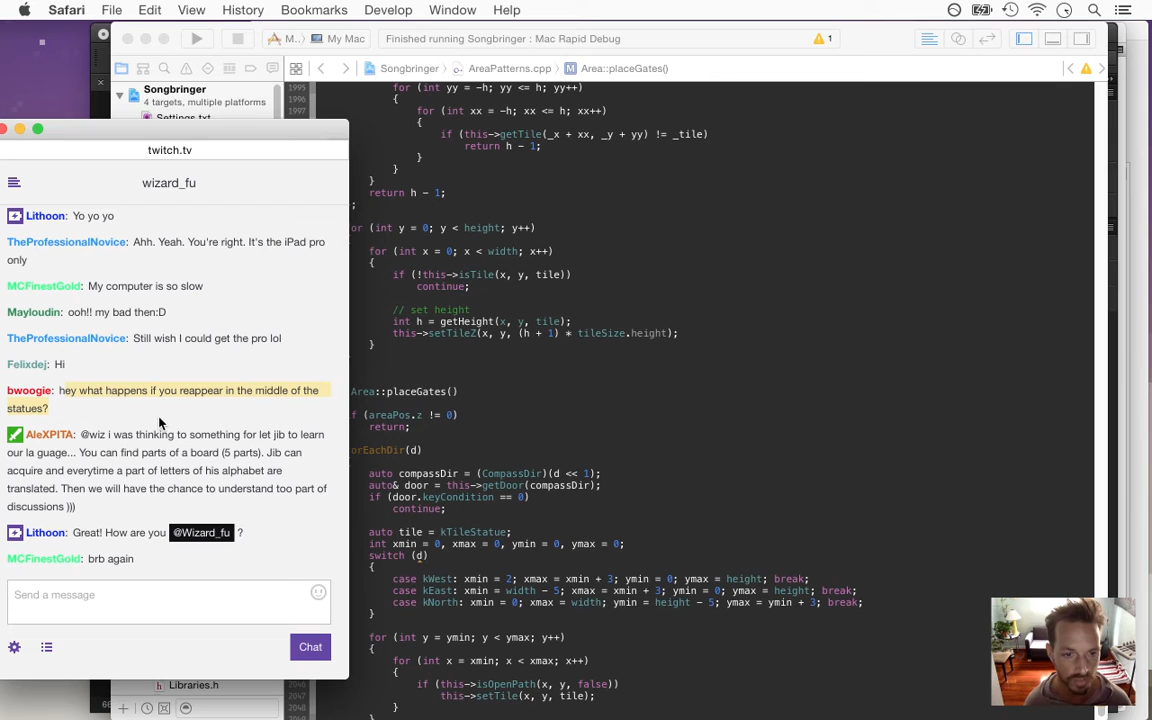 Safari File Edit View History Bookmarks Develop Window Help
M.. My Mac Finished running Songbringer : Mac Rapid Debug 1
Songbringer AreaPatterns.cpp M Area::placeGates()
Songbringer
4 targets, multiple platforms
Settings.txt
twitch.tv
wizard_fu
Lithoon: Yo yo yo
TheProfessionalNovice: Ahh. Yeah. You're right. It's the iPad pro
only
MCFinestGold: My computer is so slow
Mayloudin: ooh!! my bad then:D
TheProfessionalNovice: Still wish I could get the pro lol
Felixdej: Hi
bwoogie: hey what happens if you reappear in the middle of the
statues?
AleXPITA: @wiz i was thinking to something for let jib to learn
our la guage... You can find parts of a board (5 parts). Jib can
acquire and everytime a part of letters of his alphabet are
translated. Then we will have the chance to understand too part of
discussions )))
Lithoon: Great! How are you @Wizard_fu ?
MCFinestGold: brb again
Send a message
Chat
Libraries.h
1995 for (int yy = -h; yy <= h; yy++)
1996 {
1997 for (int xx = -h; xx <= h; xx++)
{
if (this->getTile(_x + xx, _y + yy) != _tile)
return h - 1;
}
}
}
return h - 1;
;
or (int y = 0; y < height; y++)
for (int x = 0; x < width; x++)
{
if (!this->isTile(x, y, tile))
continue;
// set height
int h = getHeight(x, y, tile);
this->setTileZ(x, y, (h + 1) * tileSize.height);
}
Area::placeGates()
f (areaPos.z != 0)
return;
orEachDir(d)
auto compassDir = (CompassDir)(d << 1);
auto& door = this->getDoor(compassDir);
if (door.keyCondition == 0)
continue;
auto tile = kTileStatue;
int xmin = 0, xmax = 0, ymin = 0, ymax = 0;
switch (d)
{
case kWest: xmin = 2; xmax = xmin + 3; ymin = 0; ymax = height; break;
case kEast: xmin = width - 5; xmax = xmin + 3; ymin = 0; ymax = height; break;
case kNorth: xmin = 0; xmax = width; ymin = height - 5; ymax = ymin + 3; break;
}
for (int y = ymin; y < ymax; y++)
{
for (int x = xmin; x < xmax; x++)
{
if (this->isOpenPath(x, y, false))
2047 this->setTile(x, y, tile);
2048 }
2049 }